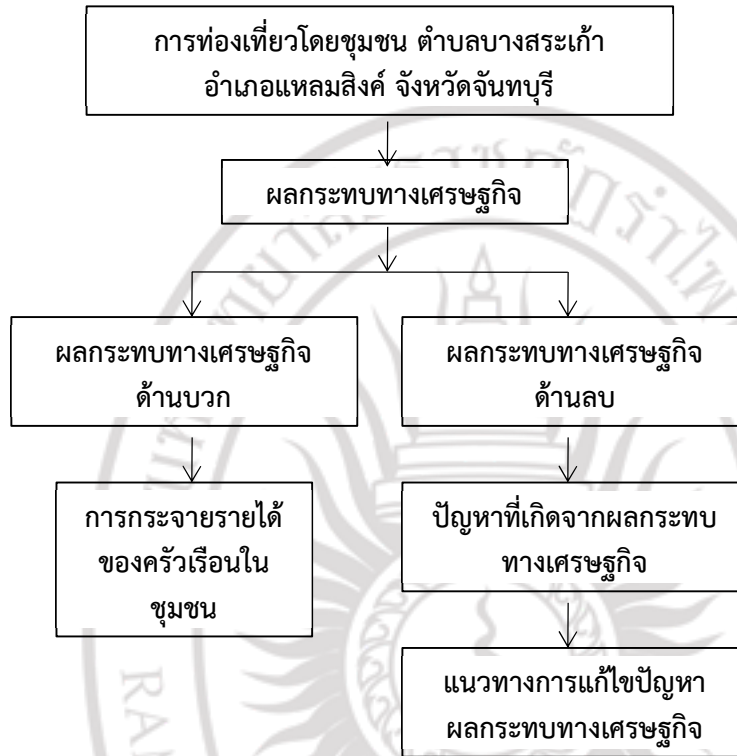 การท่องเที่ยวโดยชุมชน ตำบลบางสระเก้า
อำเภอแหลมสิงค์ จังหวัดจันทบุรี
ผลกระทบทางเศรษฐกิจ
ผลกระทบทางเศรษฐกิจ
ด้านบวก
ผลกระทบทางเศรษฐกิจ
ด้านลบ
การกระจายรายได้
ของครัวเรือนใน
ชุมชน
ปัญหาที่เกิดจากผลกระทบ
ทางเศรษฐกิจ
แนวทางการแก้ไขปัญหา
ผลกระทบทางเศรษฐกิจ